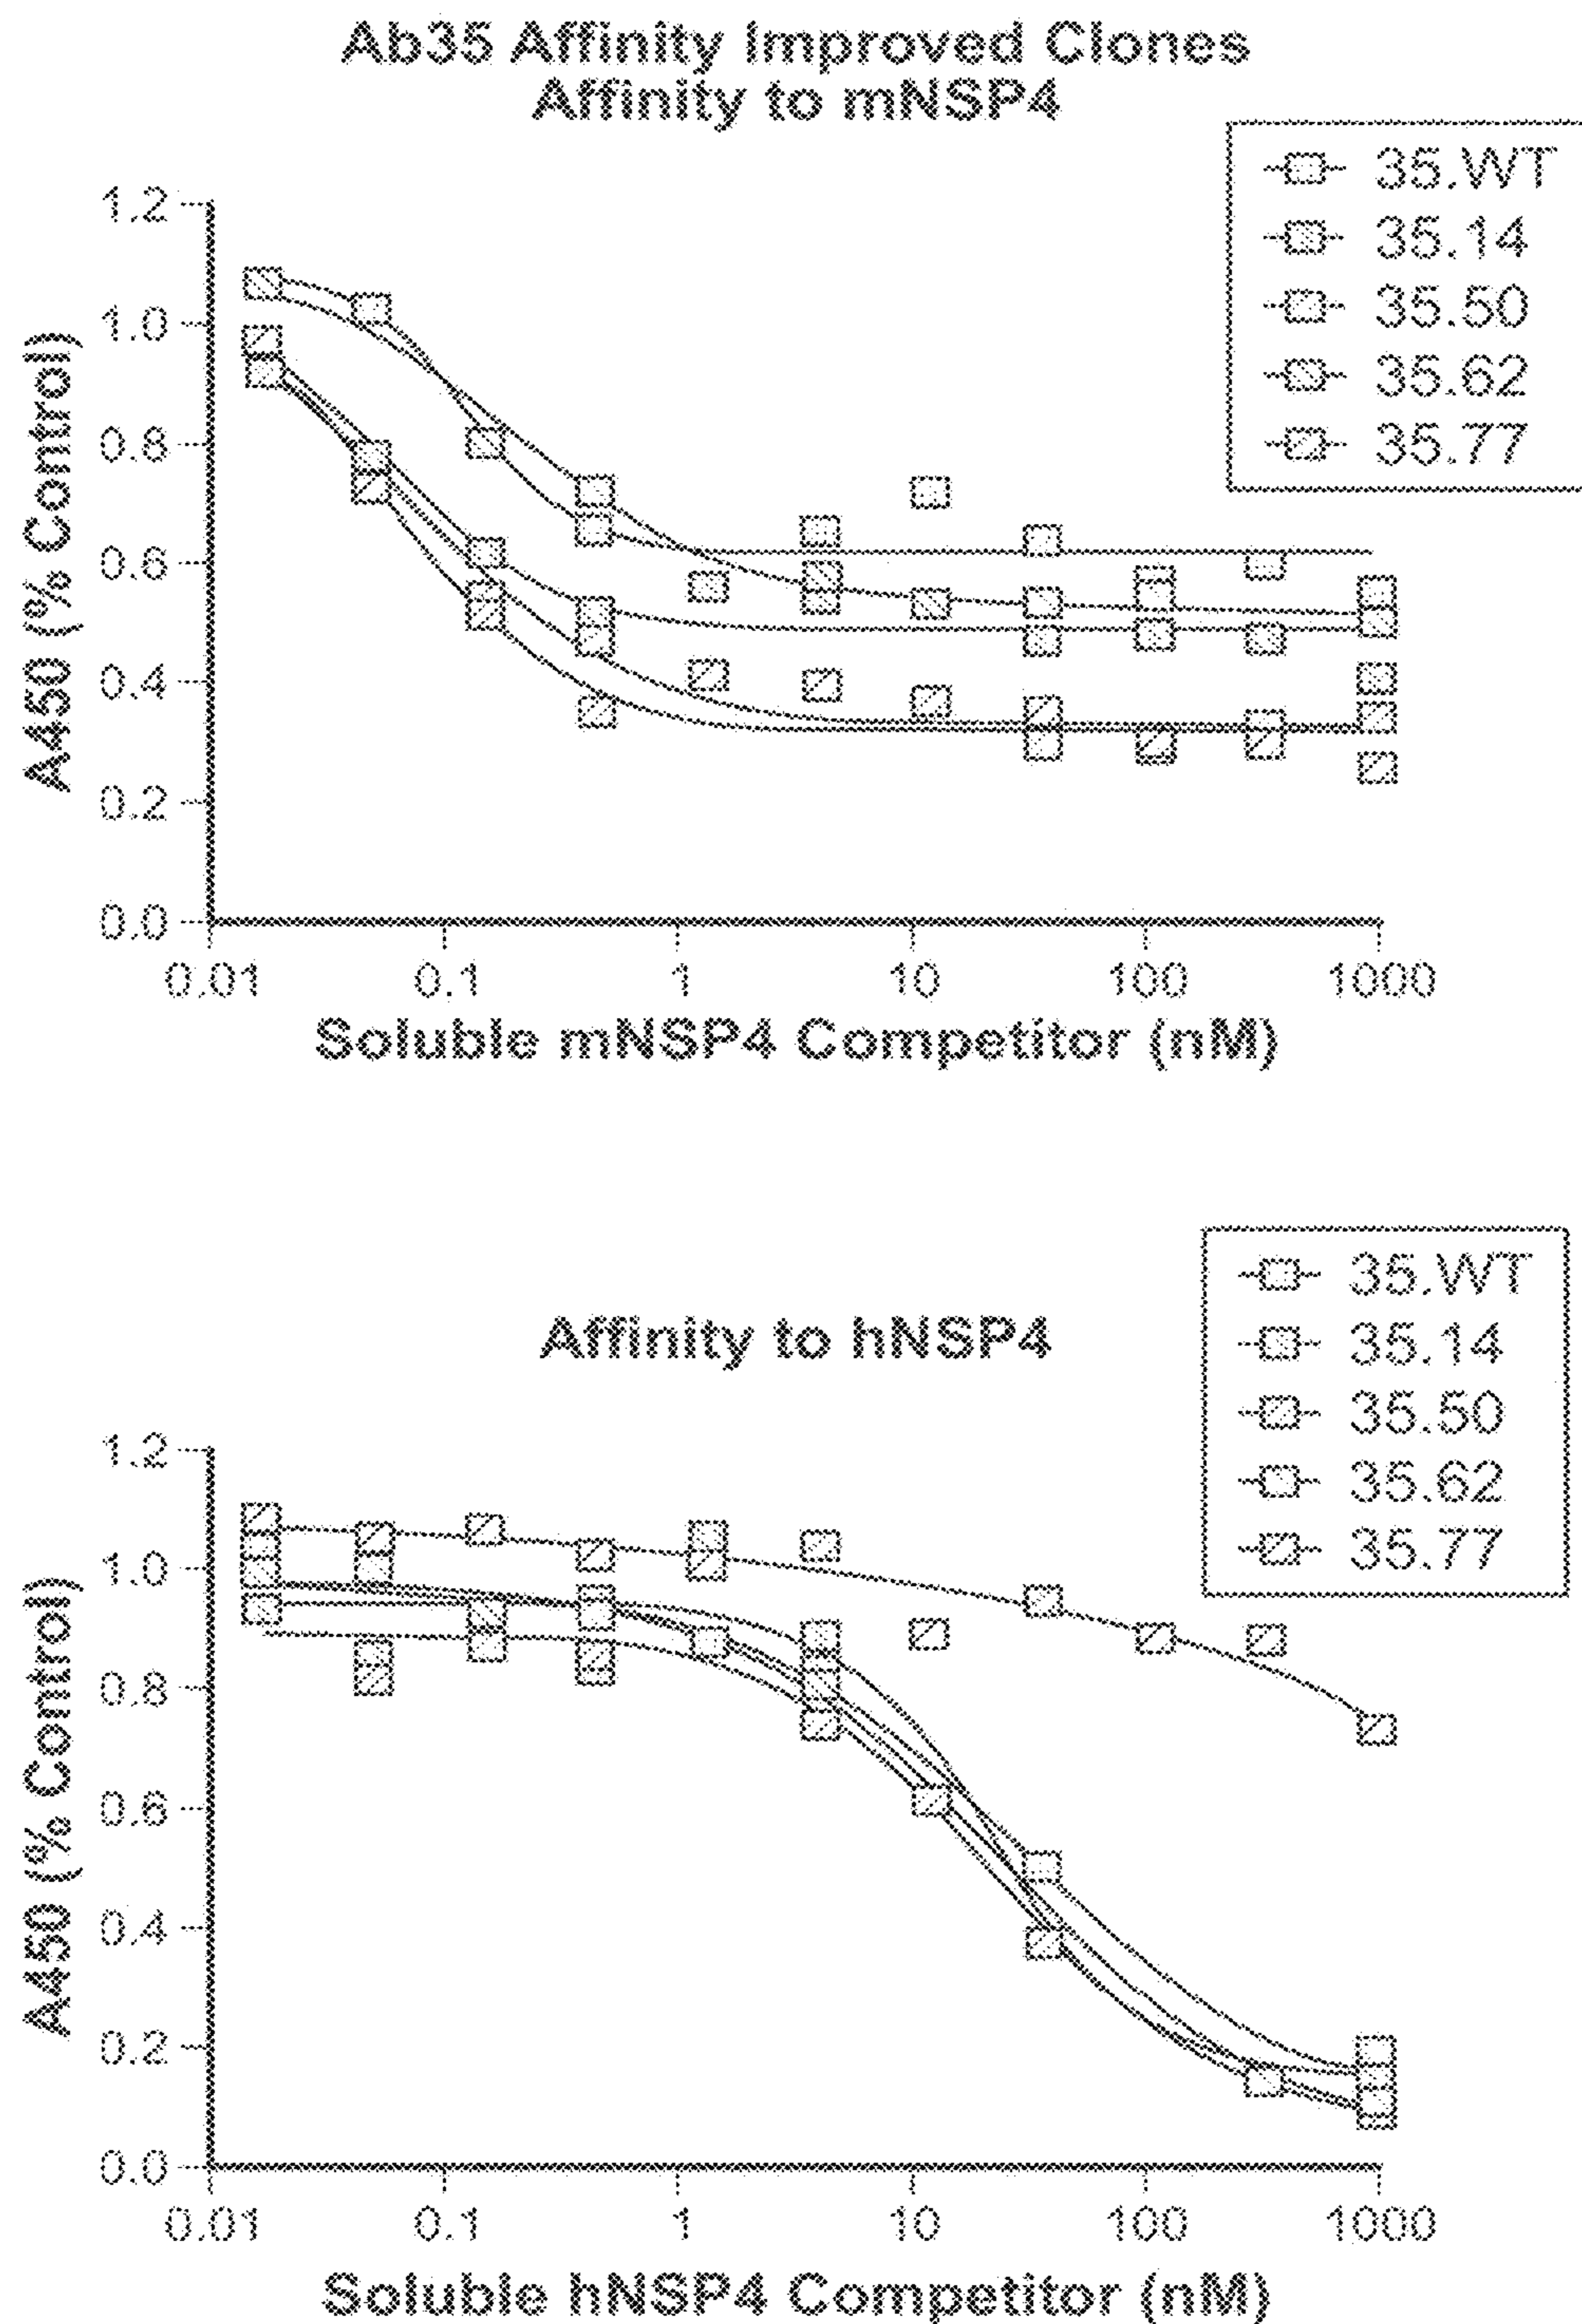 Ab35 Affinity Improved Clones
Affinity to mNSP4
35.WT
35.14
35.50
35.62
35.77
A450 (% Control)
1.2
1.0
0.8
0.6
0.4
0.2
0.0
0.01 0.1 1 10 100 1000
Soluble mNSP4 Competitor (nM)
Affinity to hNSP4
35.WT
35.14
35.50
35.62
35.77
A450 (% Control)
1.2
1.0
0.8
0.6
0.4
0.2
0.0
0.01 0.1 1 10 100 1000
Soluble hNSP4 Competitor (nM)